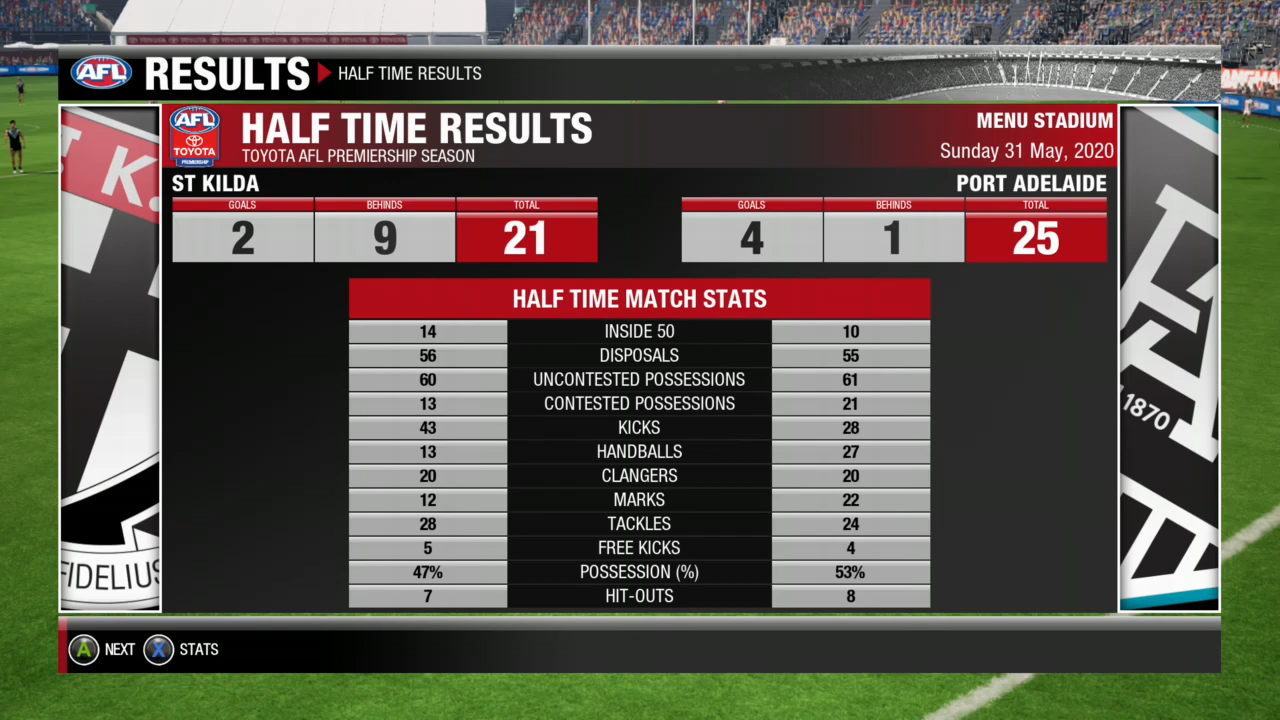 AFL RESULTS HALF TIME RESULTS
AFL
TOYOTA
PREMIERSHIP
HALF TIME RESULTS
TOYOTA AFL PREMIERSHIP SEASON
MENU STADIUM
Sunday 31 May, 2020
ST KILDA
PORT ADELAIDE
GOALS BEHINDS TOTAL GOALS BEHINDS TOTAL
2 9 21 4 1 25
HALF TIME MATCH STATS
14 INSIDE 50 10
56 DISPOSALS 55
60 UNCONTESTED POSSESSIONS 61
13 CONTESTED POSSESSIONS 21
43 KICKS 28
13 HANDBALLS 27
20 CLANGERS 20
12 MARKS 22
28 TACKLES 24
5 FREE KICKS 4
47% POSSESSION (%) 53%
7 HIT-OUTS 8
K.
FIDELIUS
1870
A NEXT X STATS